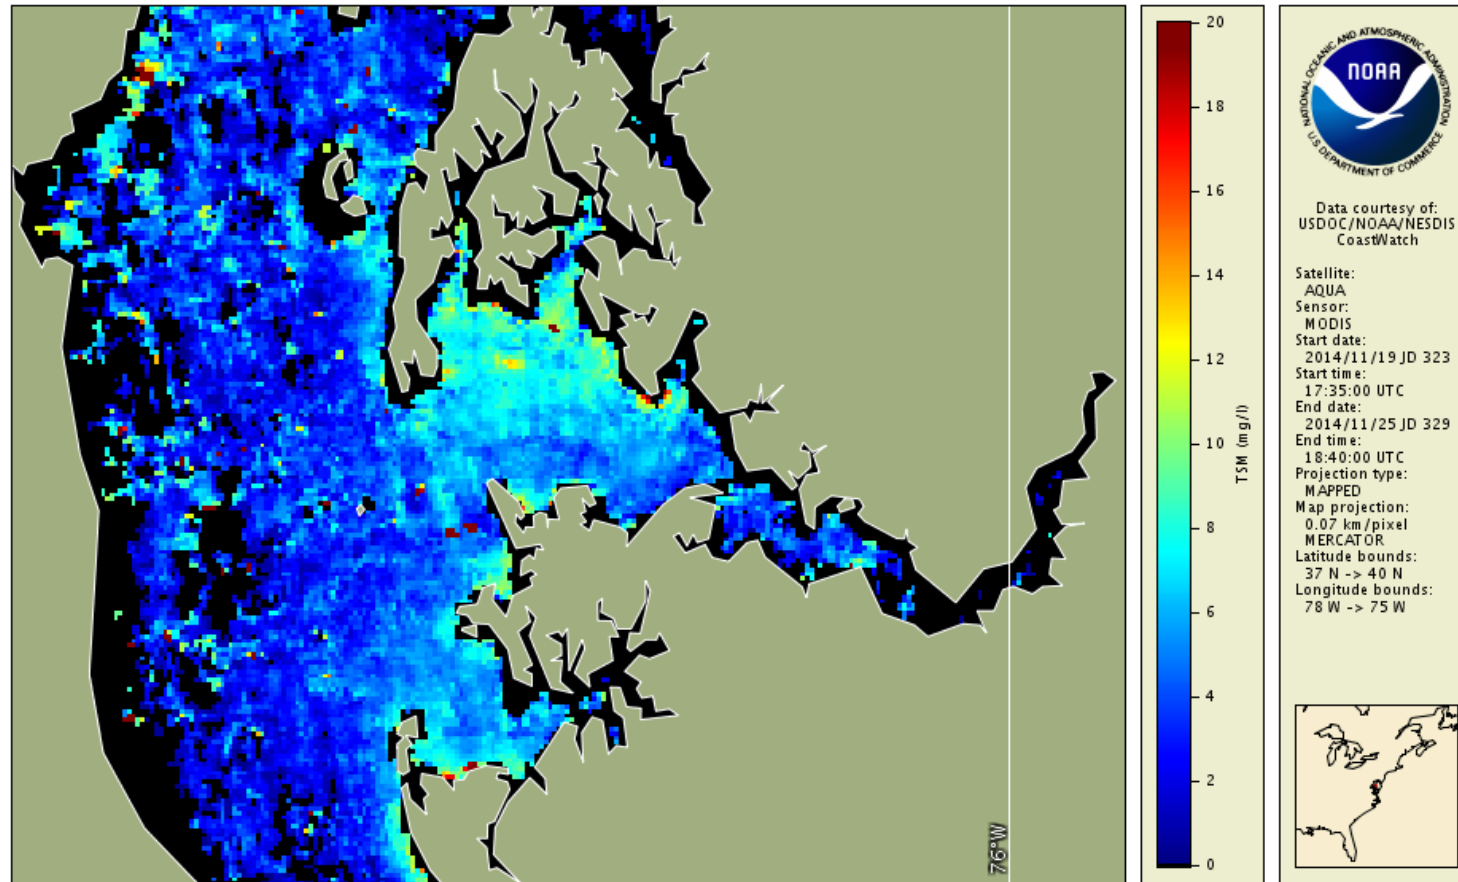 76°W
20
18
16
14
12
10
8
6
4
2
0
TSM (mg/l)
NATIONAL OCEANIC AND ATMOSPHERIC ADMINISTRATION
NOAA
U.S. DEPARTMENT OF COMMERCE
Data courtesy of:
USDOC/NOAA/NESDIS
CoastWatch
Satellite:
AQUA
Sensor:
MODIS
Start date:
2014/11/19 JD 323
Start time:
17:35:00 UTC
End date:
2014/11/25 JD 329
End time:
18:40:00 UTC
Projection type:
MAPPED
Map projection:
0.07 km/pixel
MERCATOR
Latitude bounds:
37 N -> 40 N
Longitude bounds:
78 W -> 75 W